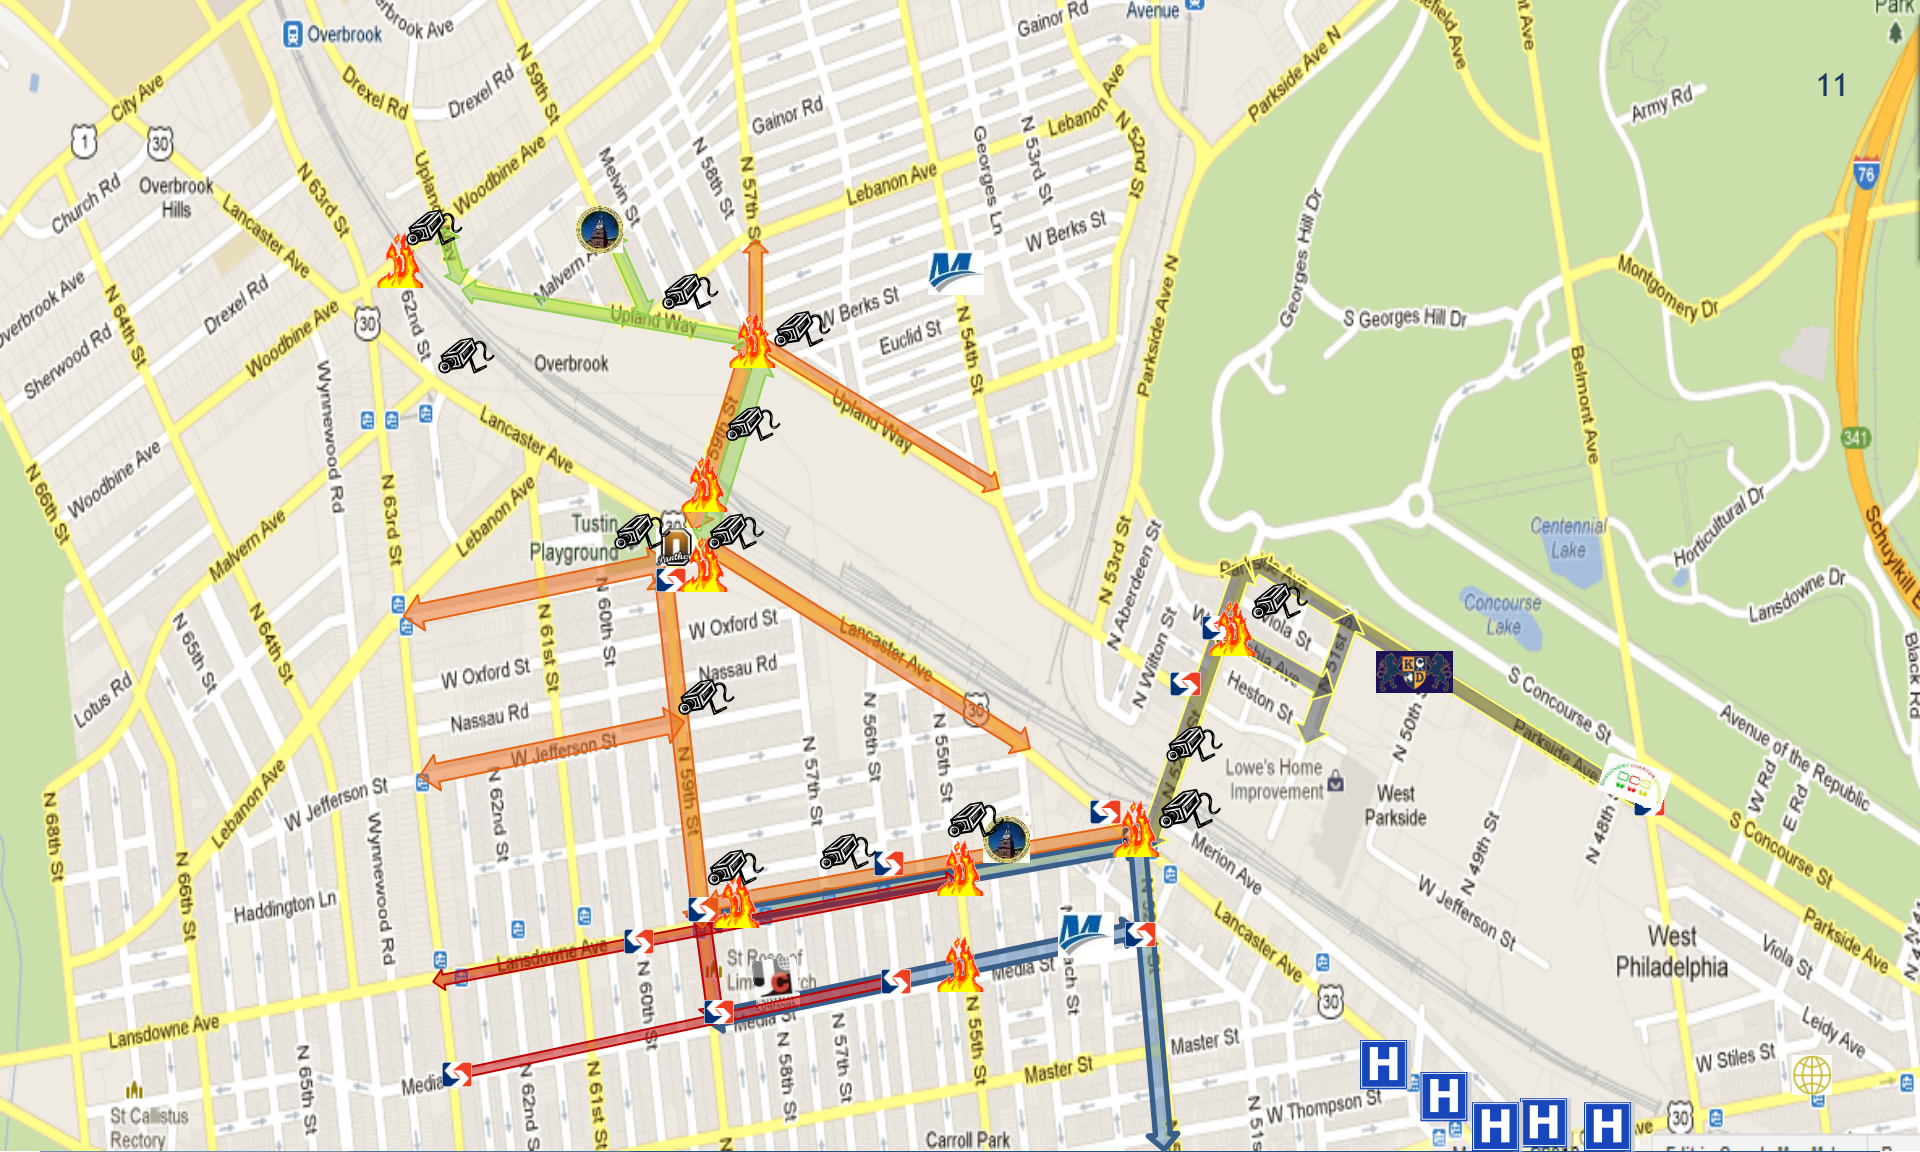 11
Overbrook
erbrook Ave
Gainor Rd
Avenue
Park
City Ave
Drexel Rd
Drexel Rd
N 59th St
Parkside Ave N
Army Rd
1
30
Gainor Rd
Lebanon Ave
N 52nd St
N 53rd St
Georges Ln
N 58th St
N 57th S
Melvin St
Woodbine Ave
Upland
Church Rd
Overbrook
Hills
N 63rd St
Lancaster Ave
Lebanon Ave
76
W Berks St
Georges Hill Dr
Montgomery Dr
Malvern
Overbrook Ave
Drexel Rd
N 64th St
62nd St
30
Upland Way
W Berks St
Euclid St
N 54th St
Parkside Ave N
S Georges Hill Dr
Sherwood Rd
Woodbine Ave
Wynnewood Rd
Overbrook
Belmont Ave
Upland Way
59th St
341
Lancaster Ave
Woodbine Ave
N 66th St
N 63rd St
Lebanon Ave
Malvern Ave
Tustin
Playground
N 53rd St
N Aberdeen St
Centennial
Lake
Horticultural Dr
Schuylkill E
Concourse
Lake
Lansdowne Dr
Black Rd
N 65th St
N 64th St
N 61st St
N 60th St
W Oxford St
W Oxford St
Nassau Rd
Nassau Rd
Lancaster Ave
30
N Wilton St
Viola St
51st
Heston St
K
D
N 50th
S Concourse St
Parkside Ave
Avenue of the Republic
Lotus Rd
W Jefferson St
W Jefferson St
Lebanon Ave
N 59th St
N 57th St
N 56th St
N 55th St
N 62nd St
Lowe's Home
Improvement
West
Parkside
DCS
W Rd
E Rd
S Concourse St
N 48th
N 49th St
N 68th St
N 66th St
Wynnewood Rd
Haddington Ln
Merion Ave
W Jefferson St
West
Philadelphia
Parkside Ave
Viola St
Lansdowne Ave
Lansdowne Ave
N 60th St
Media St
Media St
Lancaster Ave
30
Leidy Ave
W Stiles St
N 65th St
Media
N 62nd S
N 61st St
N 58th St
N 57th St
N 55th St
Master St
Master St
St Callistus
Rectory
Carroll Park
N 51s
W Thompson St
30
H
H
H
H
H